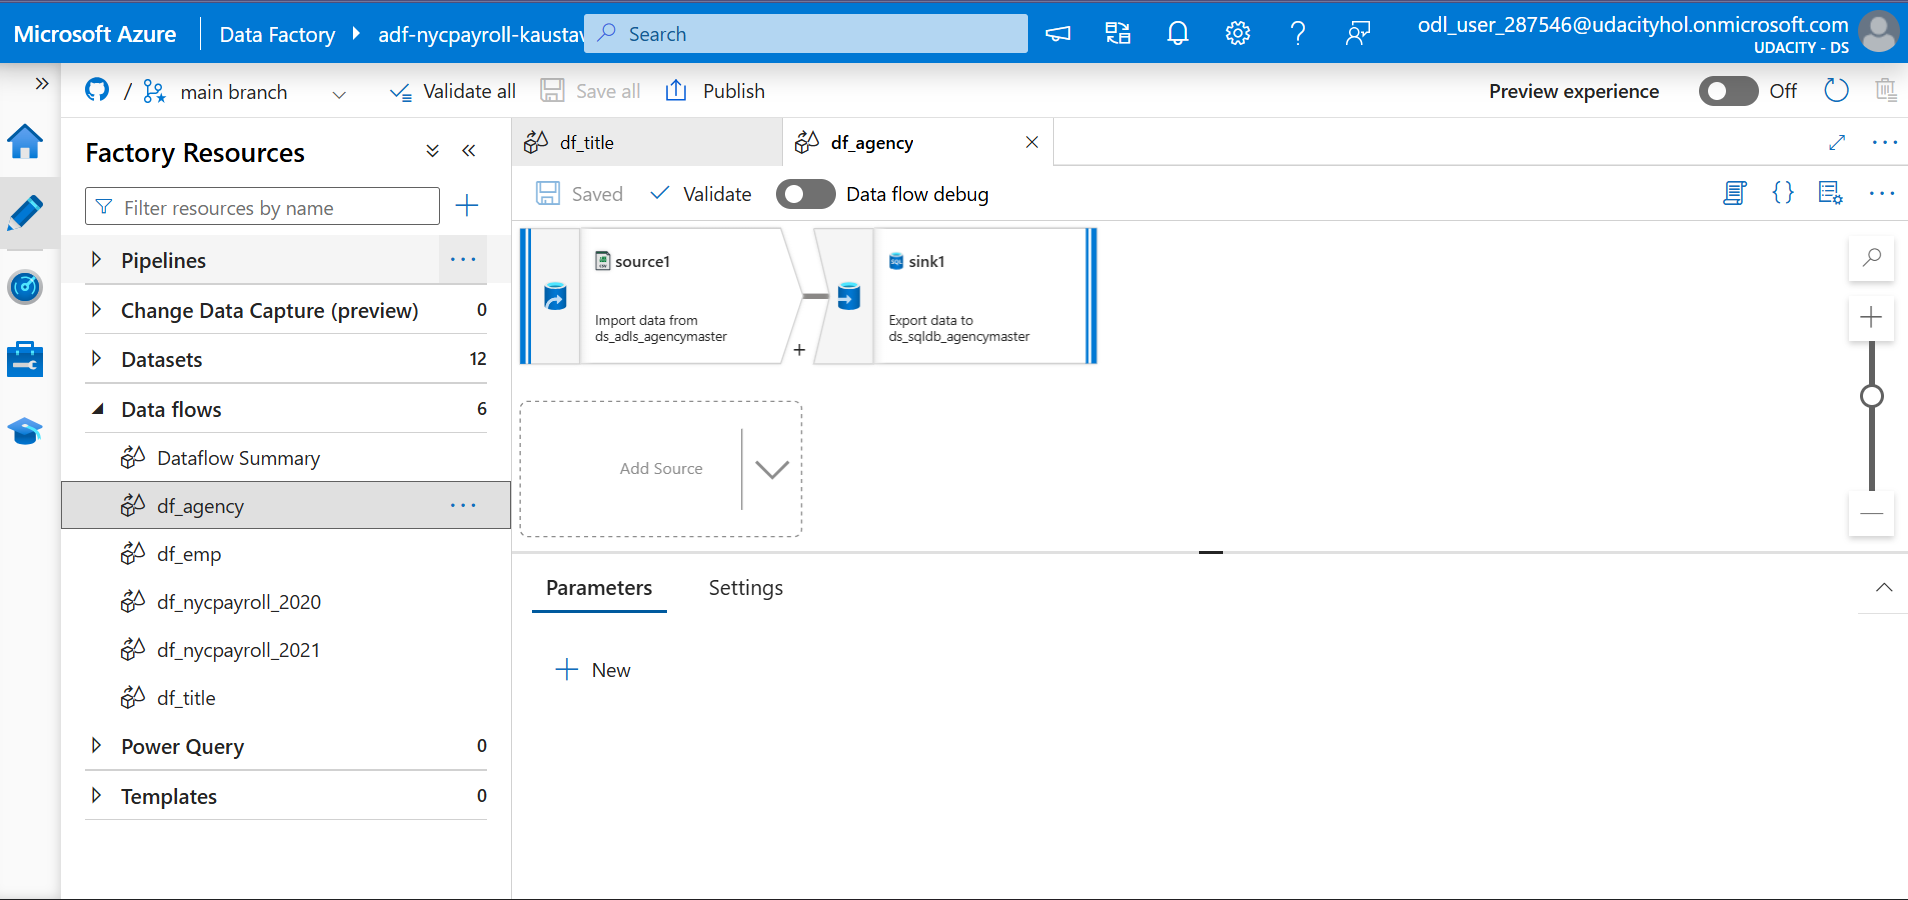 Microsoft Azure
Data Factory
adf-nycpayroll-kaustav
Search
odl_user_287546@udacityhol.onmicrosoft.com
UDACITY - DS
/
main branch
Validate all
Save all
Publish
Preview experience
Off
Factory Resources
Filter resources by name
Pipelines
Change Data Capture (preview) 0
Datasets 12
Data flows 6
Dataflow Summary
df_agency
df_emp
df_nycpayroll_2020
df_nycpayroll_2021
df_title
Power Query 0
Templates 0
df_title
df_agency
Saved
Validate
Data flow debug
source1
Import data from
ds_adls_agencymaster
+
SQL
sink1
Export data to
ds_sqldb_agencymaster
Add Source
Parameters
Settings
New